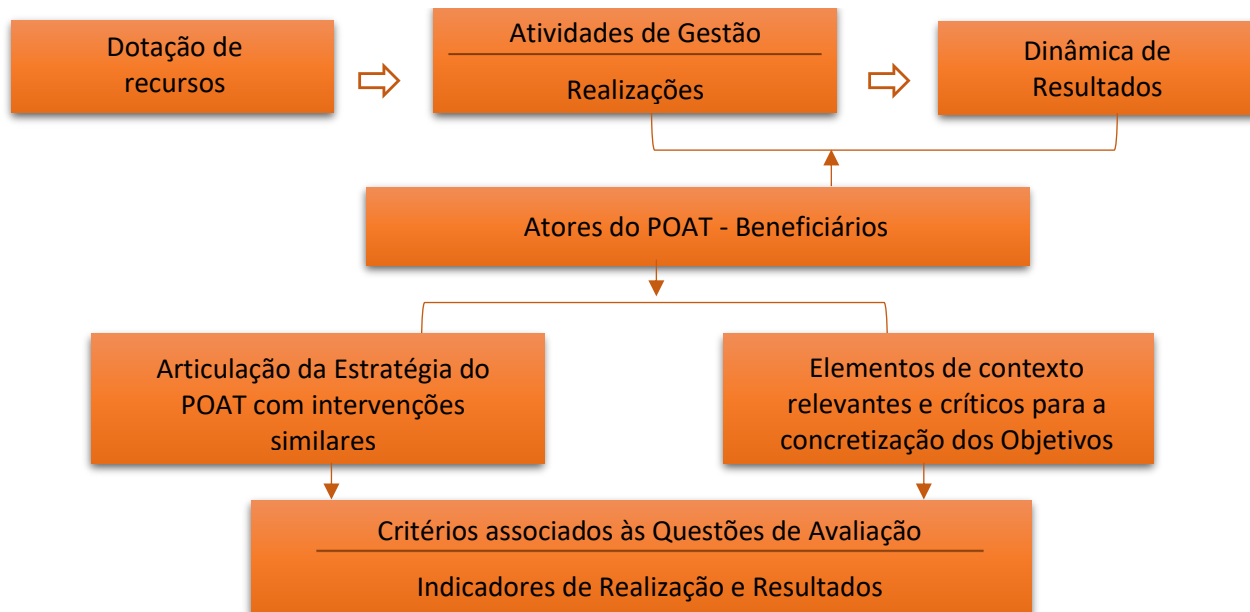 Dotação de
recursos
Atividades de Gestão
Realizações
Dinâmica de
Resultados
Atores do POAT - Beneficiários
Articulação da Estratégia do
POAT com intervenções
similares
Elementos de contexto
relevantes e críticos para a
concretização dos Objetivos
Critérios associados às Questões de Avaliação
Indicadores de Realização e Resultados